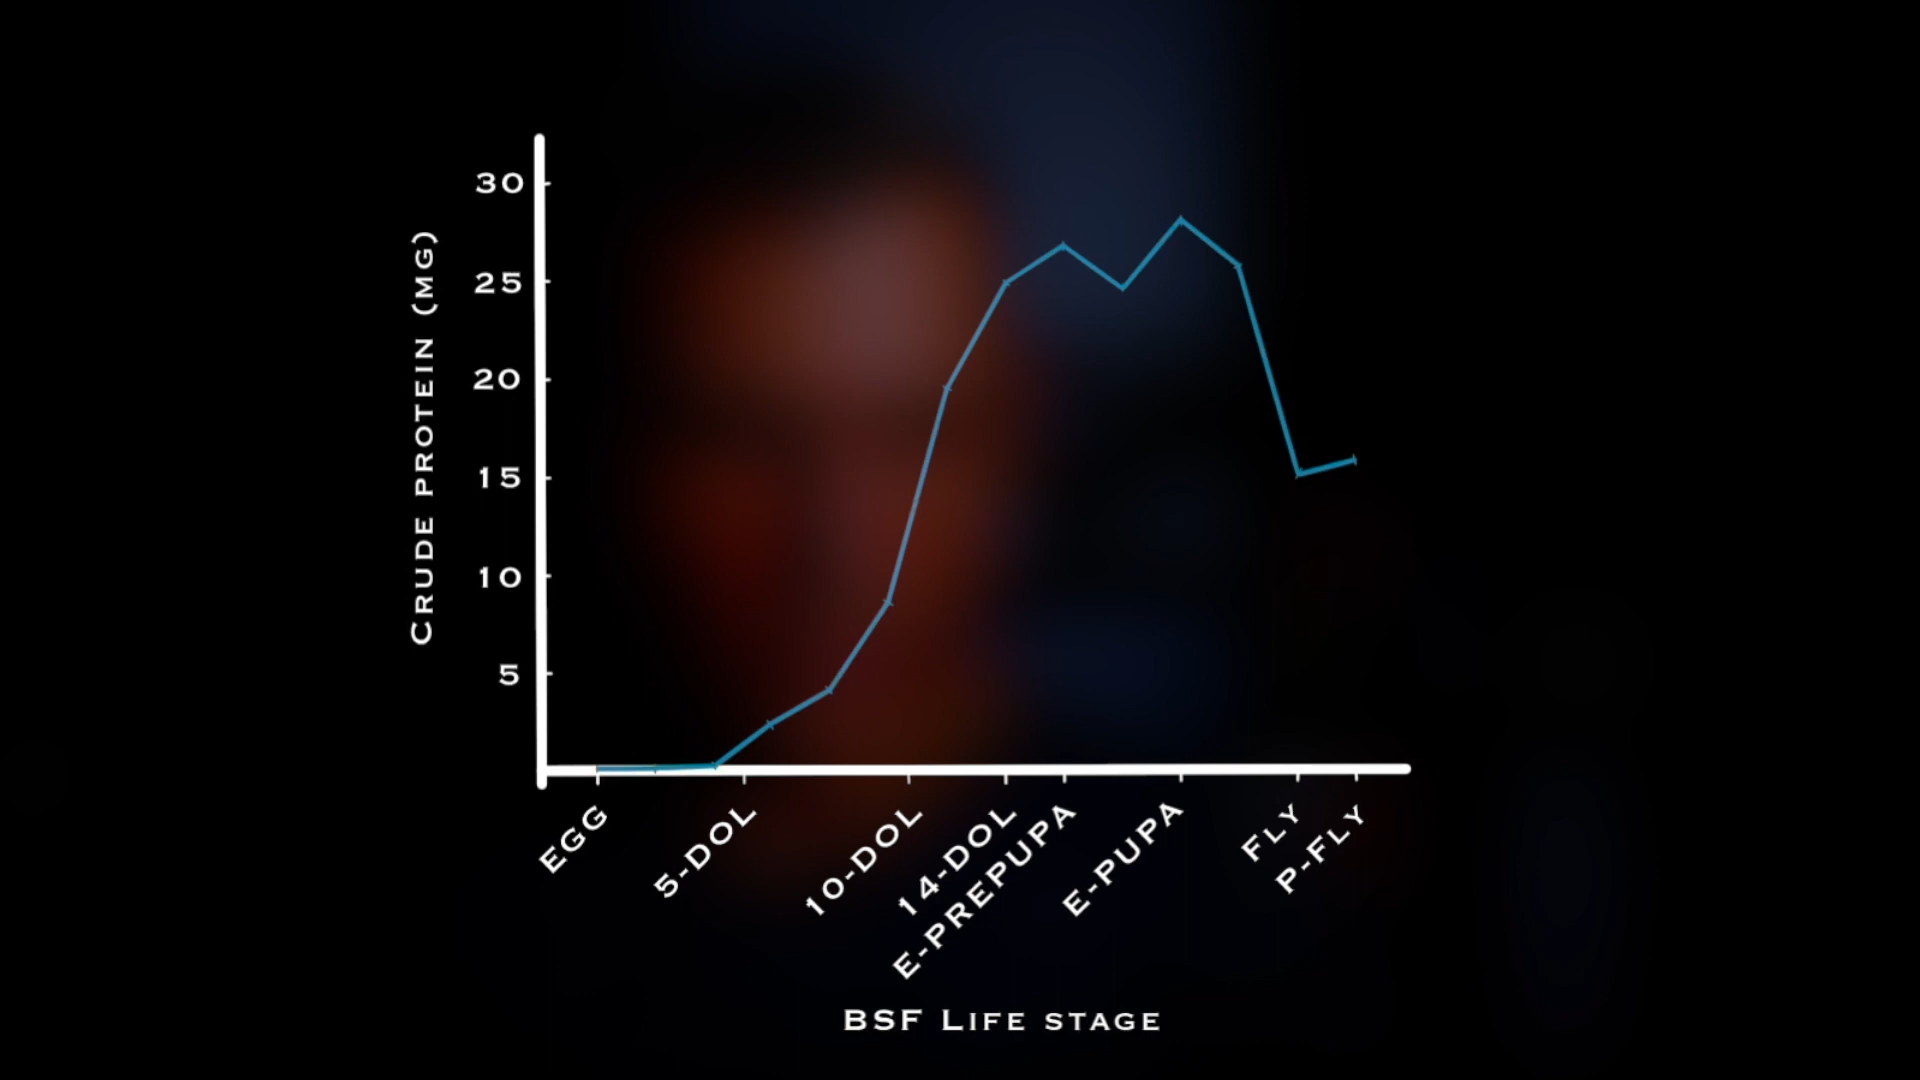 CRUDE PROTEIN (MG)
30
25
20
15
10
5
EGG
5-DOL
10-DOL
14-DOL
E-PREPUPA
E-PUPA
FLY
P-FLY
BSF LIFE STAGE